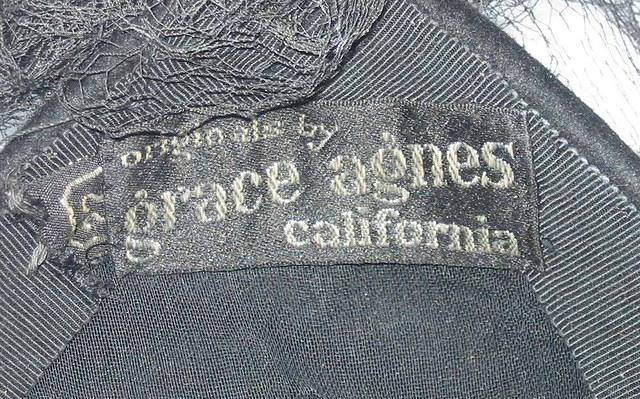 originals by
grace agnes
california